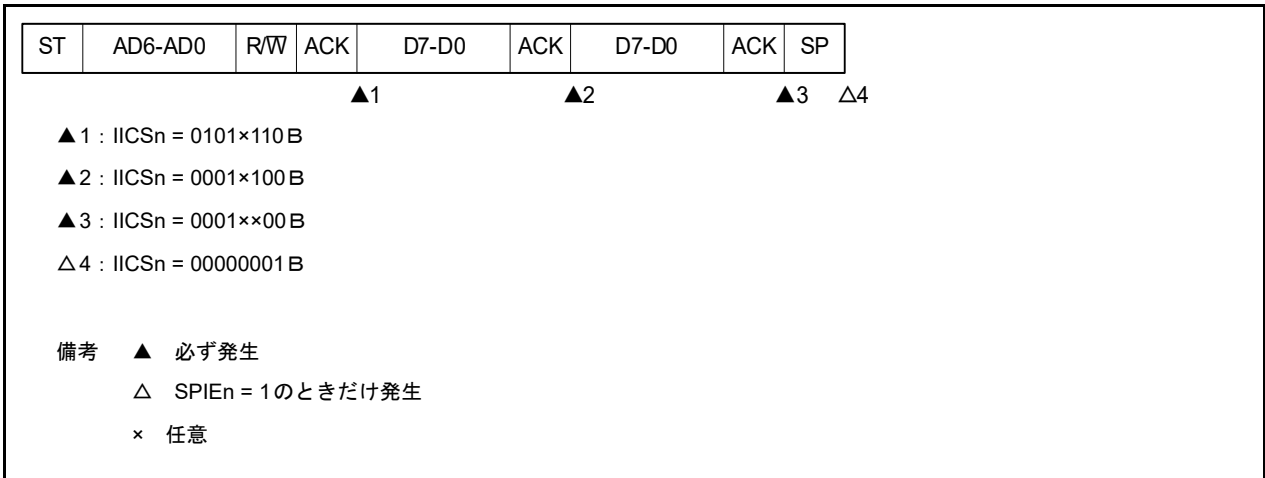 ST AD6-AD0 R/W̅ ACK D7-D0 ACK D7-D0 ACK SP
▲1 ▲2 ▲3 △4
▲1：IICSn = 0101×110B
▲2：IICSn = 0001×100B
▲3：IICSn = 0001××00B
△4：IICSn = 00000001B
備考 ▲ 必ず発生
△ SPIEn = 1のときだけ発生
× 任意